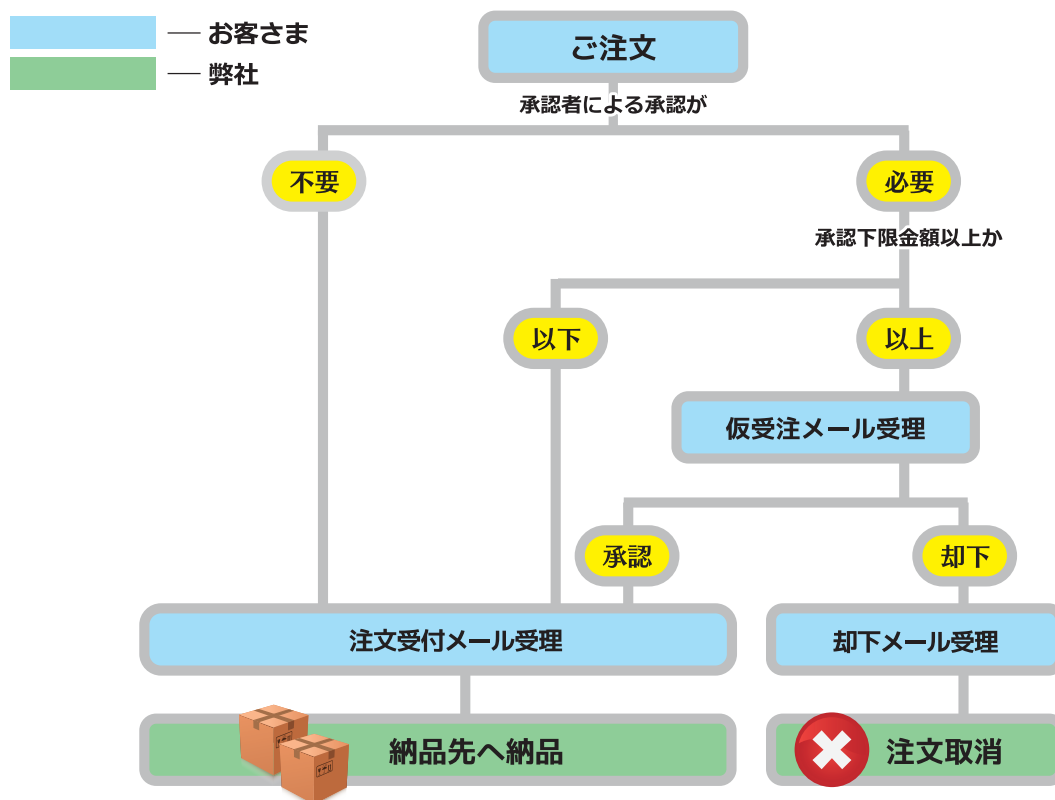 お客さま
弊社
ご注文
承認者による承認が
不要
必要
承認下限金額以上か
以下
以上
仮受注メール受理
承認
却下
注文受付メール受理
却下メール受理
納品先へ納品
注文取消